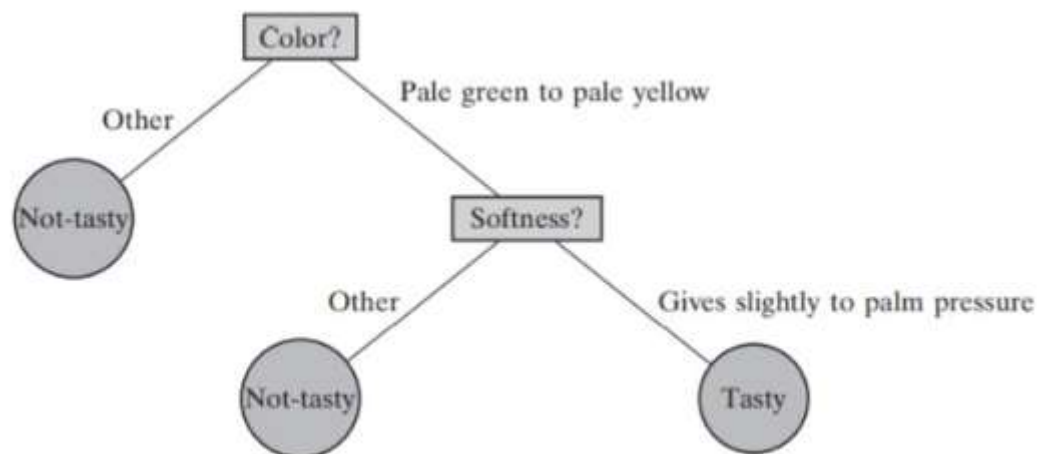 Color?
Pale green to pale yellow
Other
Not-tasty
Softness?
Other
Gives slightly to palm pressure
Not-tasty
Tasty